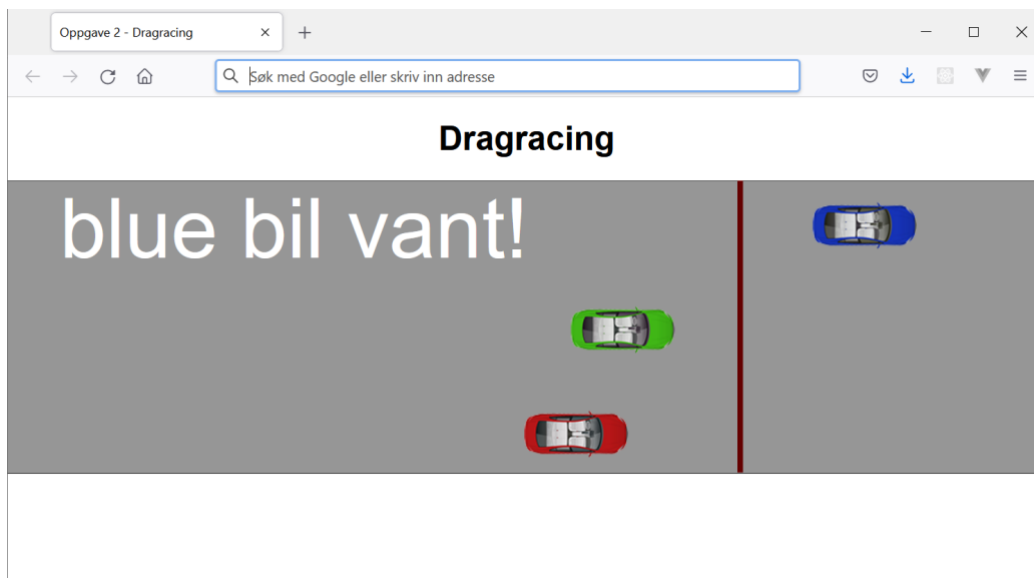 Oppgave 2 - Dragracing
Søk med Google eller skriv inn adresse
Dragracing
blue bil vant!